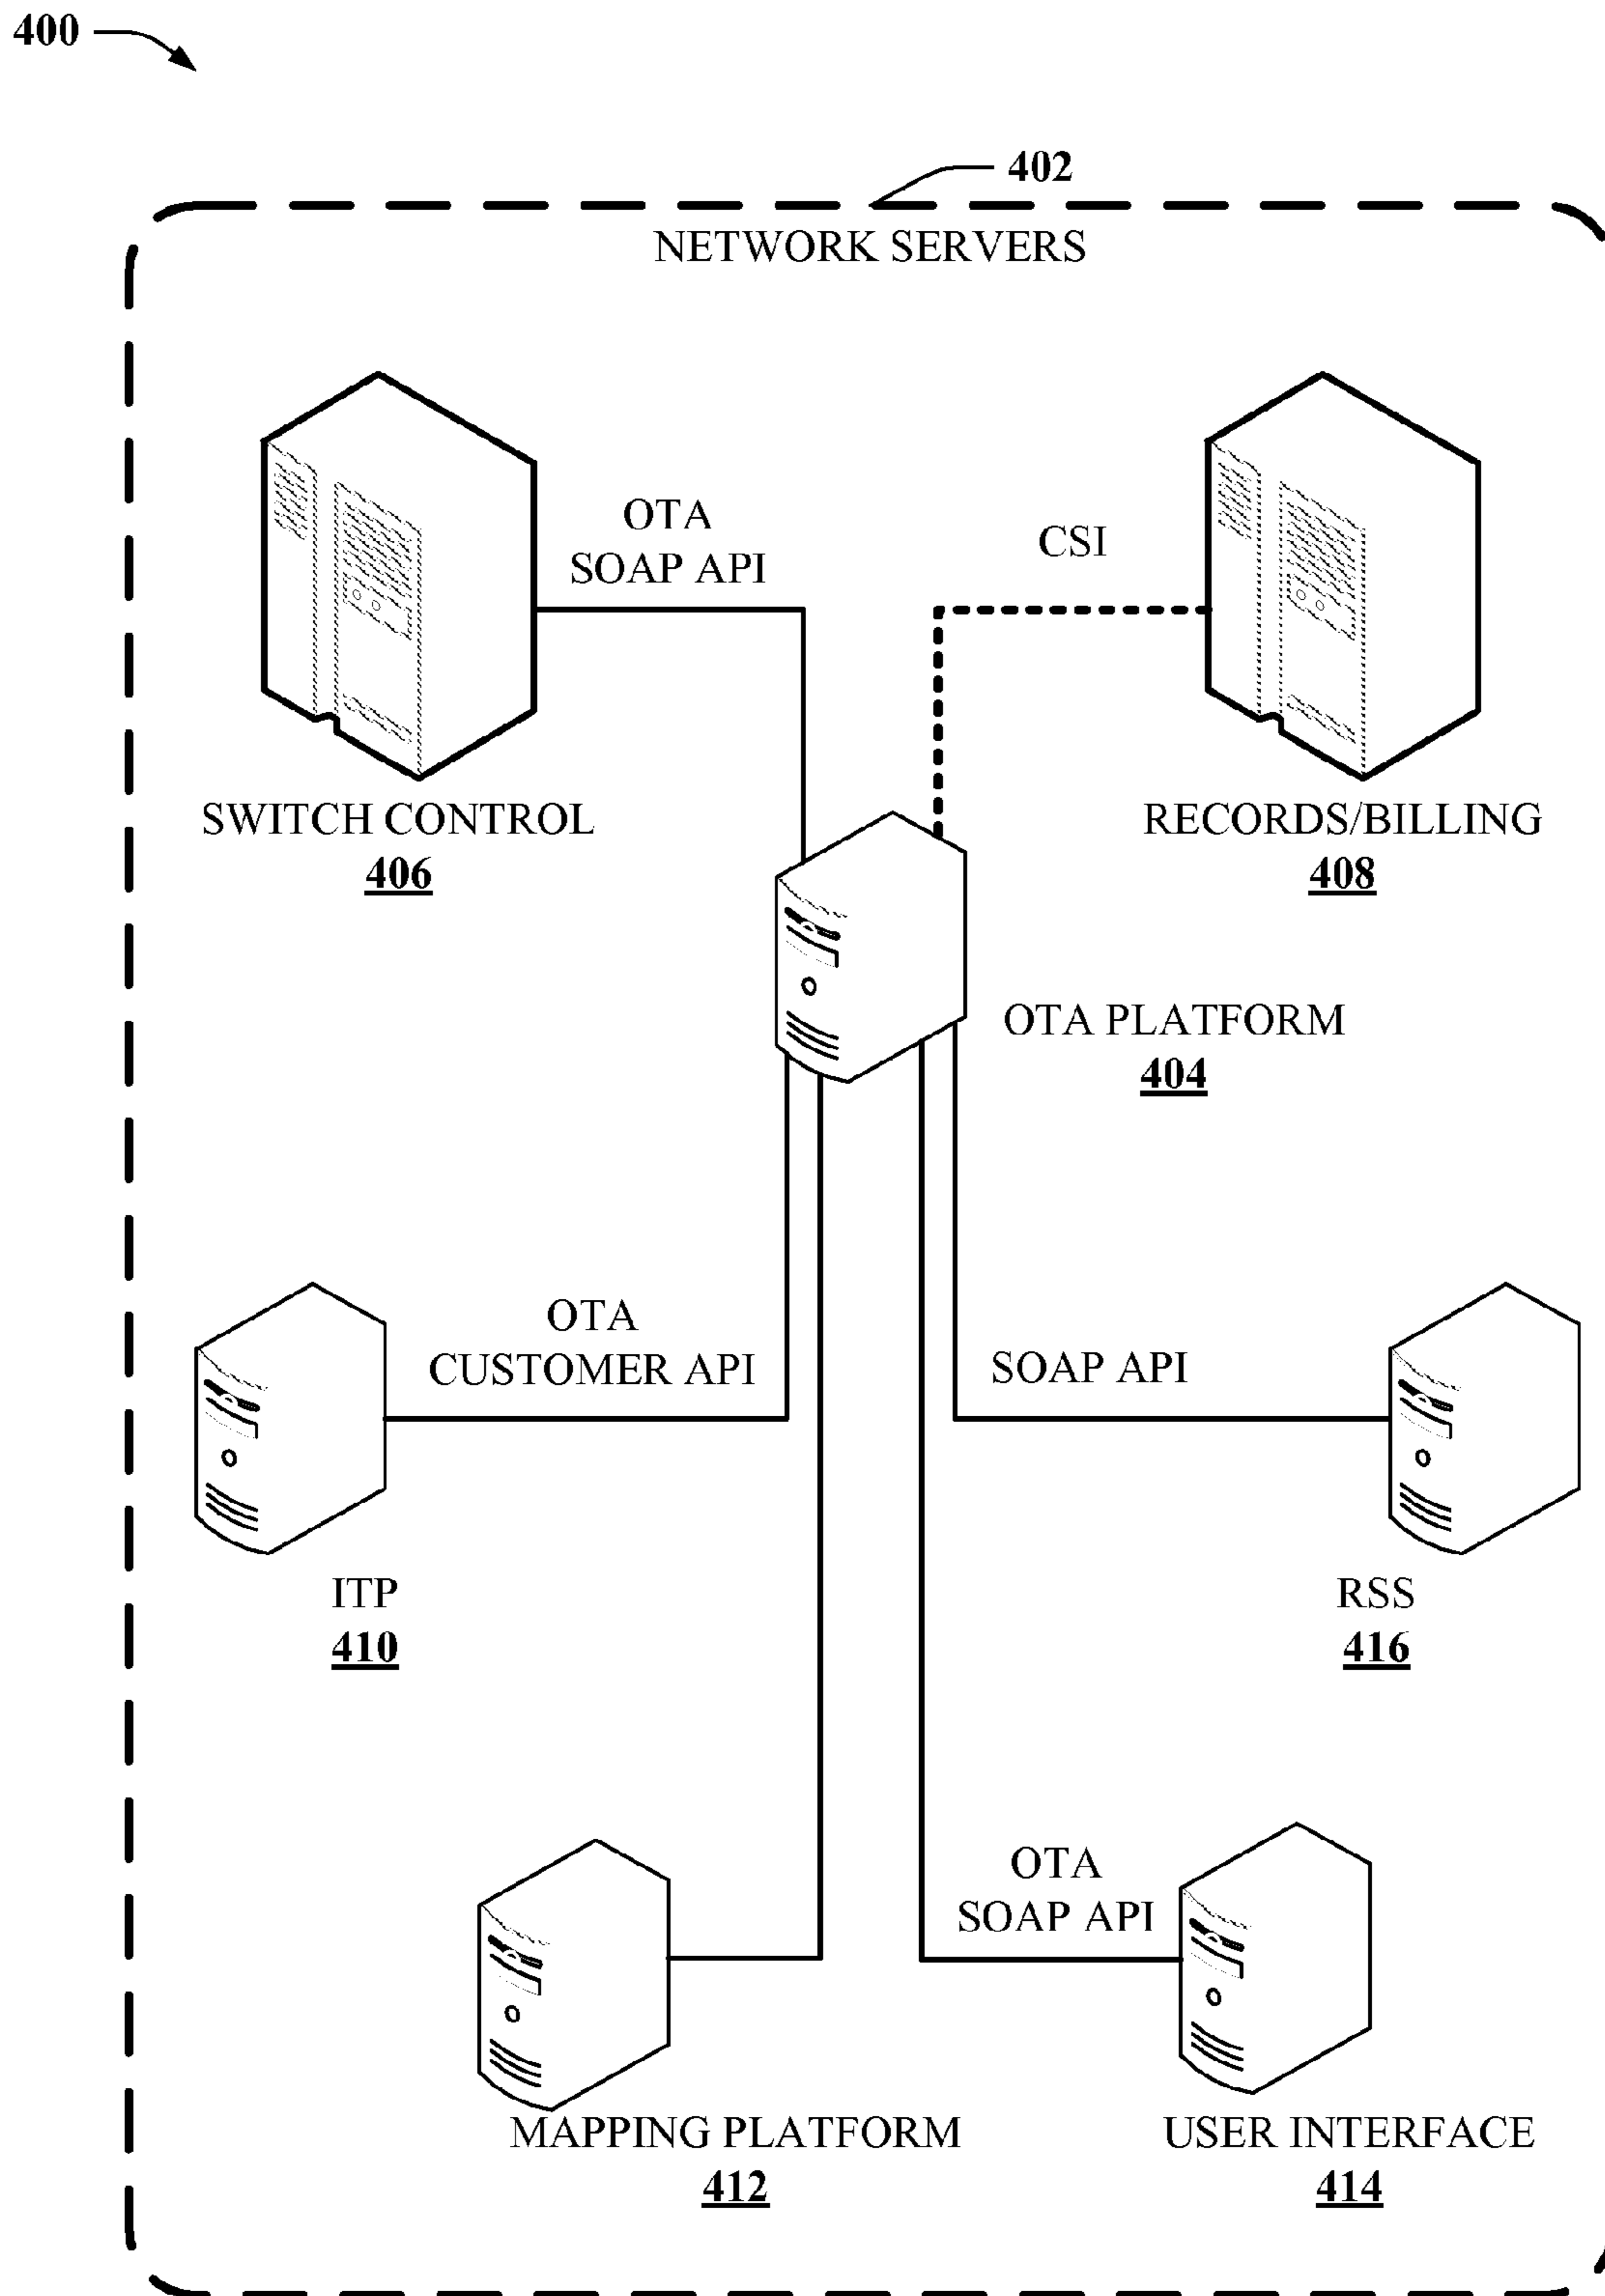 400
402
NETWORK SERVERS
OTA
SOAP API
CSI
SWITCH CONTROL
406
RECORDS/BILLING
408
OTA PLATFORM
404
OTA
CUSTOMER API
SOAP API
ITP
410
RSS
416
OTA
SOAP API
MAPPING PLATFORM
412
USER INTERFACE
414